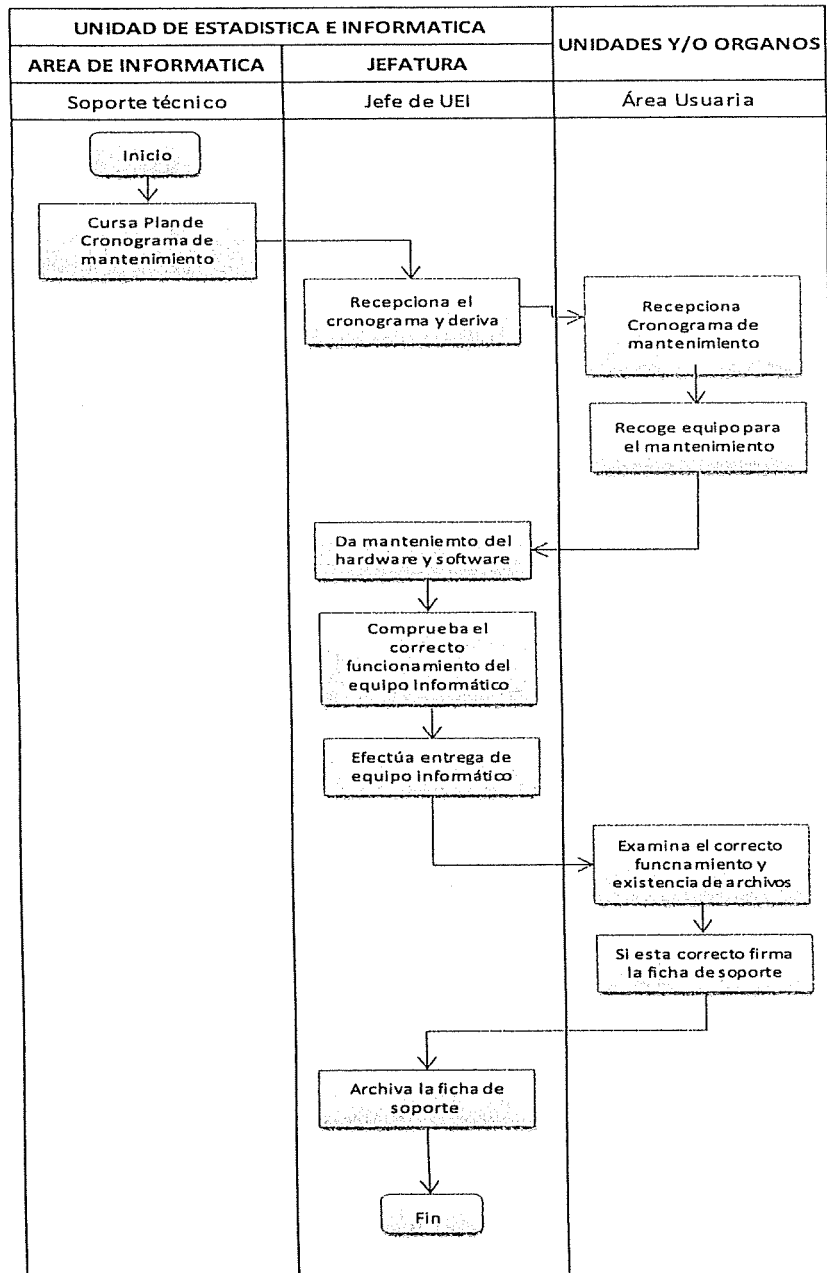 UNIDAD DE ESTADISTICA E INFORMATICA
UNIDADES Y/O ORGANOS
AREA DE INFORMATICA
JEFATURA
Soporte técnico
Jefe de UEI
Área Usuaria
Inicio
Cursa Plan de
Cronograma de
mantenimiento
Recepciona el
cronograma y deriva
Recepciona
Cronograma de
mantenimiento
Recoge equipo para
el mantenimiento
Da manteniemto del
hardware y software
Comprueba el
correcto
funcionamiento del
equipo informático
Efectúa entrega de
equipo informático
Examina el correcto
funcnamiento y
existencia de archivos
Si esta correcto firma
la ficha de soporte
Archiva la ficha de
soporte
Fin